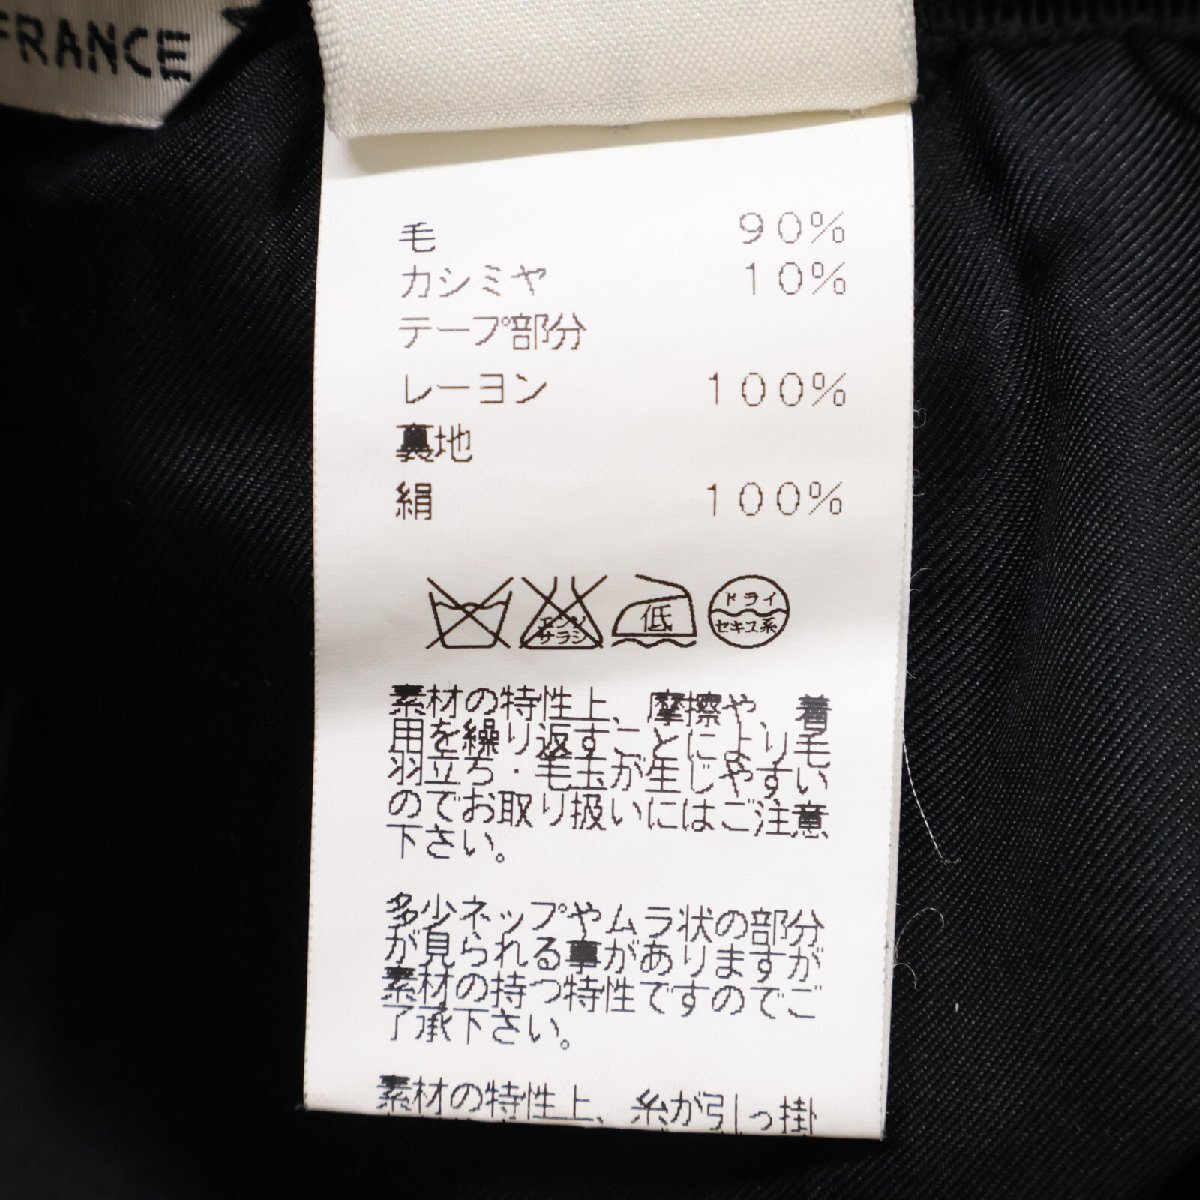 FRANCE
毛 90%
カシミヤ 10%
テープ部分
レーヨン 100%
裏地
絹 100%
エンソ
サラシ
低
ドライ
セキユ系
素材の特性上、摩擦や、着
用を繰り返すことにより毛
羽立ち・毛玉が生じやすい
のでお取り扱いにはご注意
下さい。
多少ネップやムラ状の部分
が見られる事がありますが
素材の持つ特性ですのでご
了承下さい。
素材の特性上、糸が引っ掛